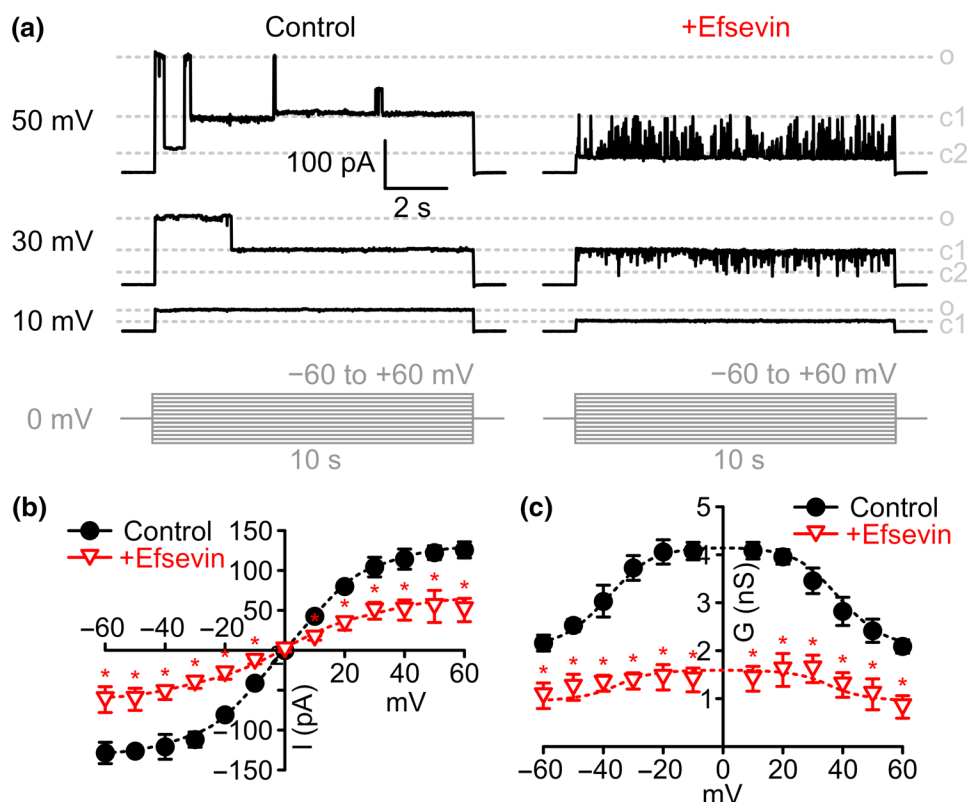 (a)
Control
+Efsevin
50 mV
o
c1
c2
100 pA
2 s
30 mV
o
c1
c2
10 mV
o
c1
−60 to +60 mV
−60 to +60 mV
0 mV
10 s
10 s
(b)
Control
+Efsevin
150
100
50
−60 −40 −20
* * * * * * * * * * * *
20 40 60
mV
−50
−100
−150
I (pA)
(c)
Control
+Efsevin
5
4
3
2
1
G (nS)
* * * * * * * * * * * *
−60 −40 −20 0 20 40 60
mV